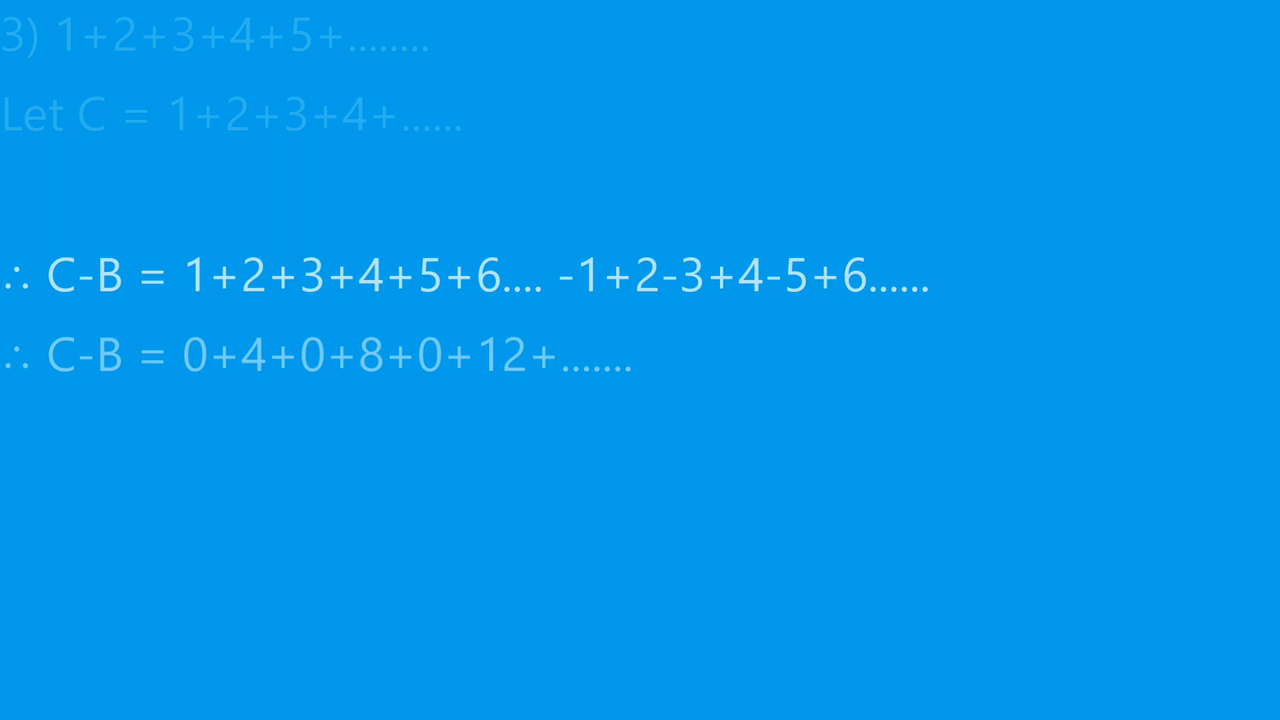 3) 1+2+3+4+5+........
Let C = 1+2+3+4+......
∴ C-B = 1+2+3+4+5+6.... -1+2-3+4-5+6......
∴ C-B = 0+4+0+8+0+12+.......